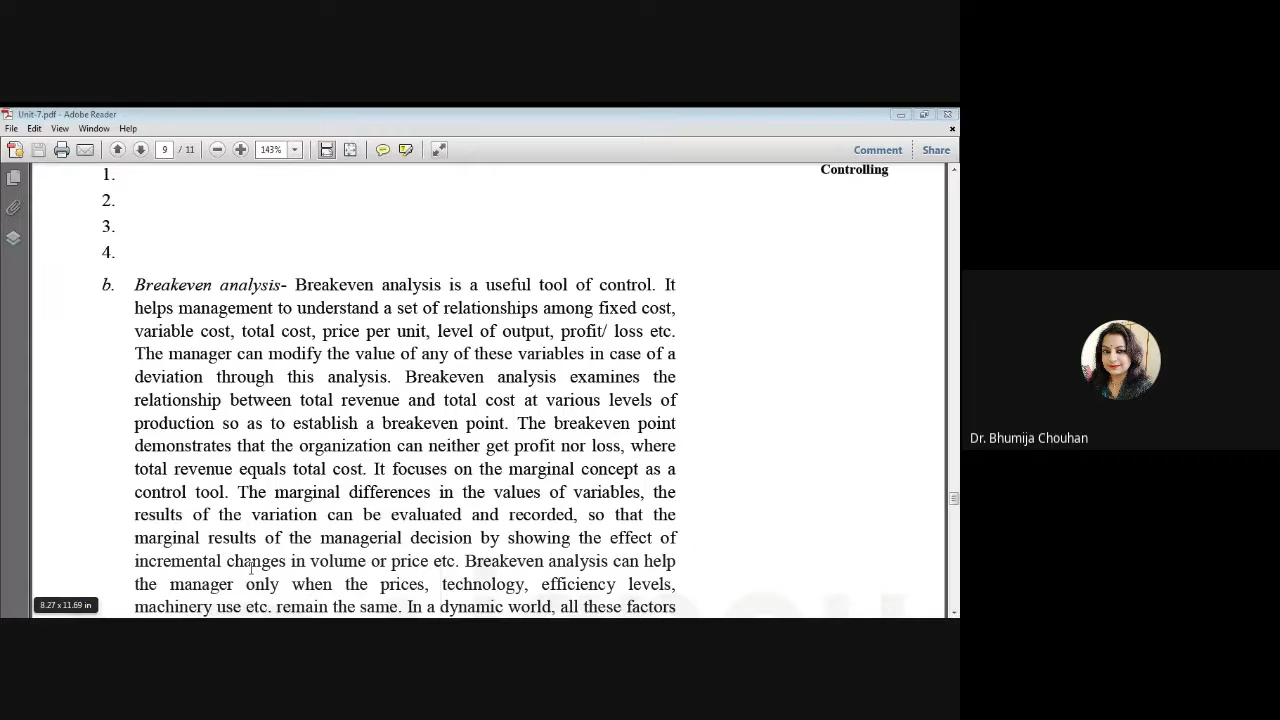 Unit-7.pdf - Adobe Reader
File Edit View Window Help
9 / 11 143% Comment Share
Controlling
1.
2.
3.
4.
b. Breakeven analysis- Breakeven analysis is a useful tool of control. It
helps management to understand a set of relationships among fixed cost,
variable cost, total cost, price per unit, level of output, profit/ loss etc.
The manager can modify the value of any of these variables in case of a
deviation through this analysis. Breakeven analysis examines the
relationship between total revenue and total cost at various levels of
production so as to establish a breakeven point. The breakeven point
demonstrates that the organization can neither get profit nor loss, where
total revenue equals total cost. It focuses on the marginal concept as a
control tool. The marginal differences in the values of variables, the
results of the variation can be evaluated and recorded, so that the
marginal results of the managerial decision by showing the effect of
incremental changes in volume or price etc. Breakeven analysis can help
the manager only when the prices, technology, efficiency levels,
machinery use etc. remain the same. In a dynamic world, all these factors
8.27 x 11.69 in
Dr. Bhumija Chouhan